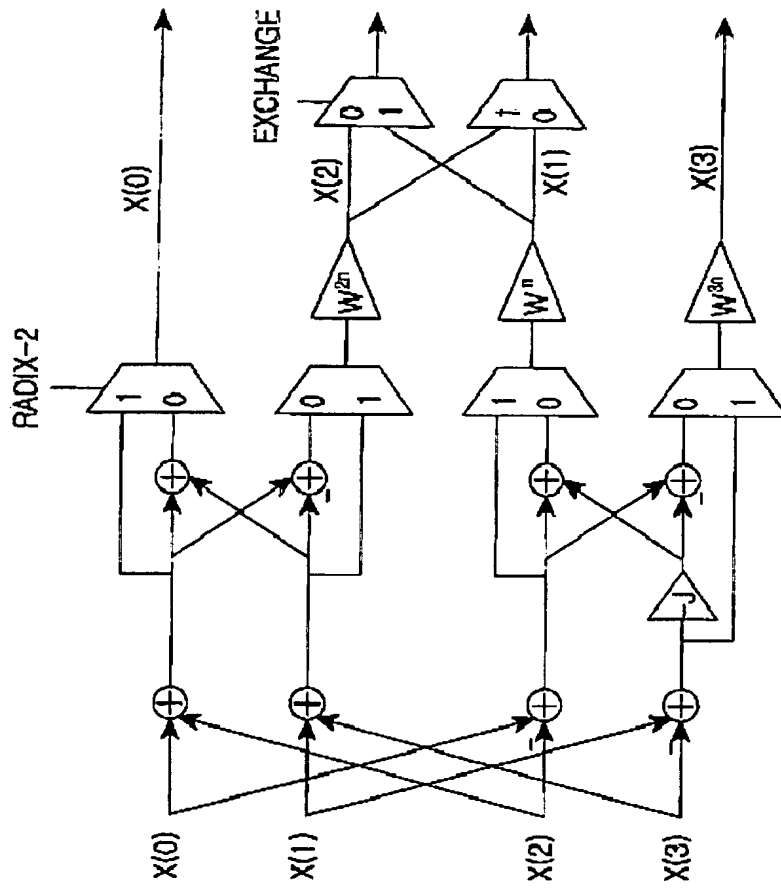 X(0)
X(1)
X(2)
X(3)
+
+
+
+
-
-
J
+
+
+
+
-
-
RADIX-2
1
0
0
1
1
0
0
1
W²ⁿ
Wⁿ
W³ⁿ
X(0)
X(2)
X(1)
X(3)
EXCHANGE
0
1
1
0